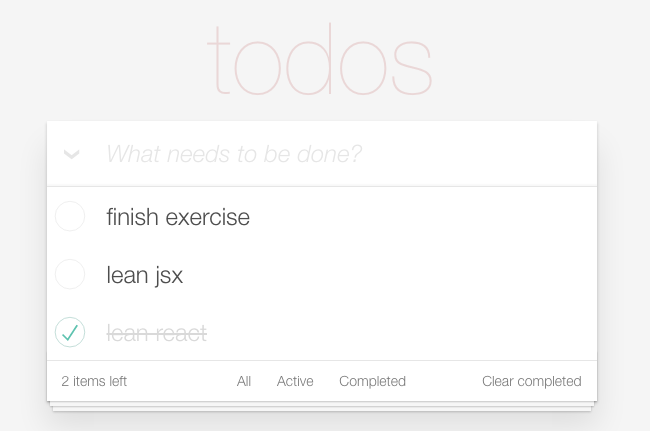 todos
What needs to be done?
finish exercise
lean jsx
lean react
2 items left All Active Completed Clear completed